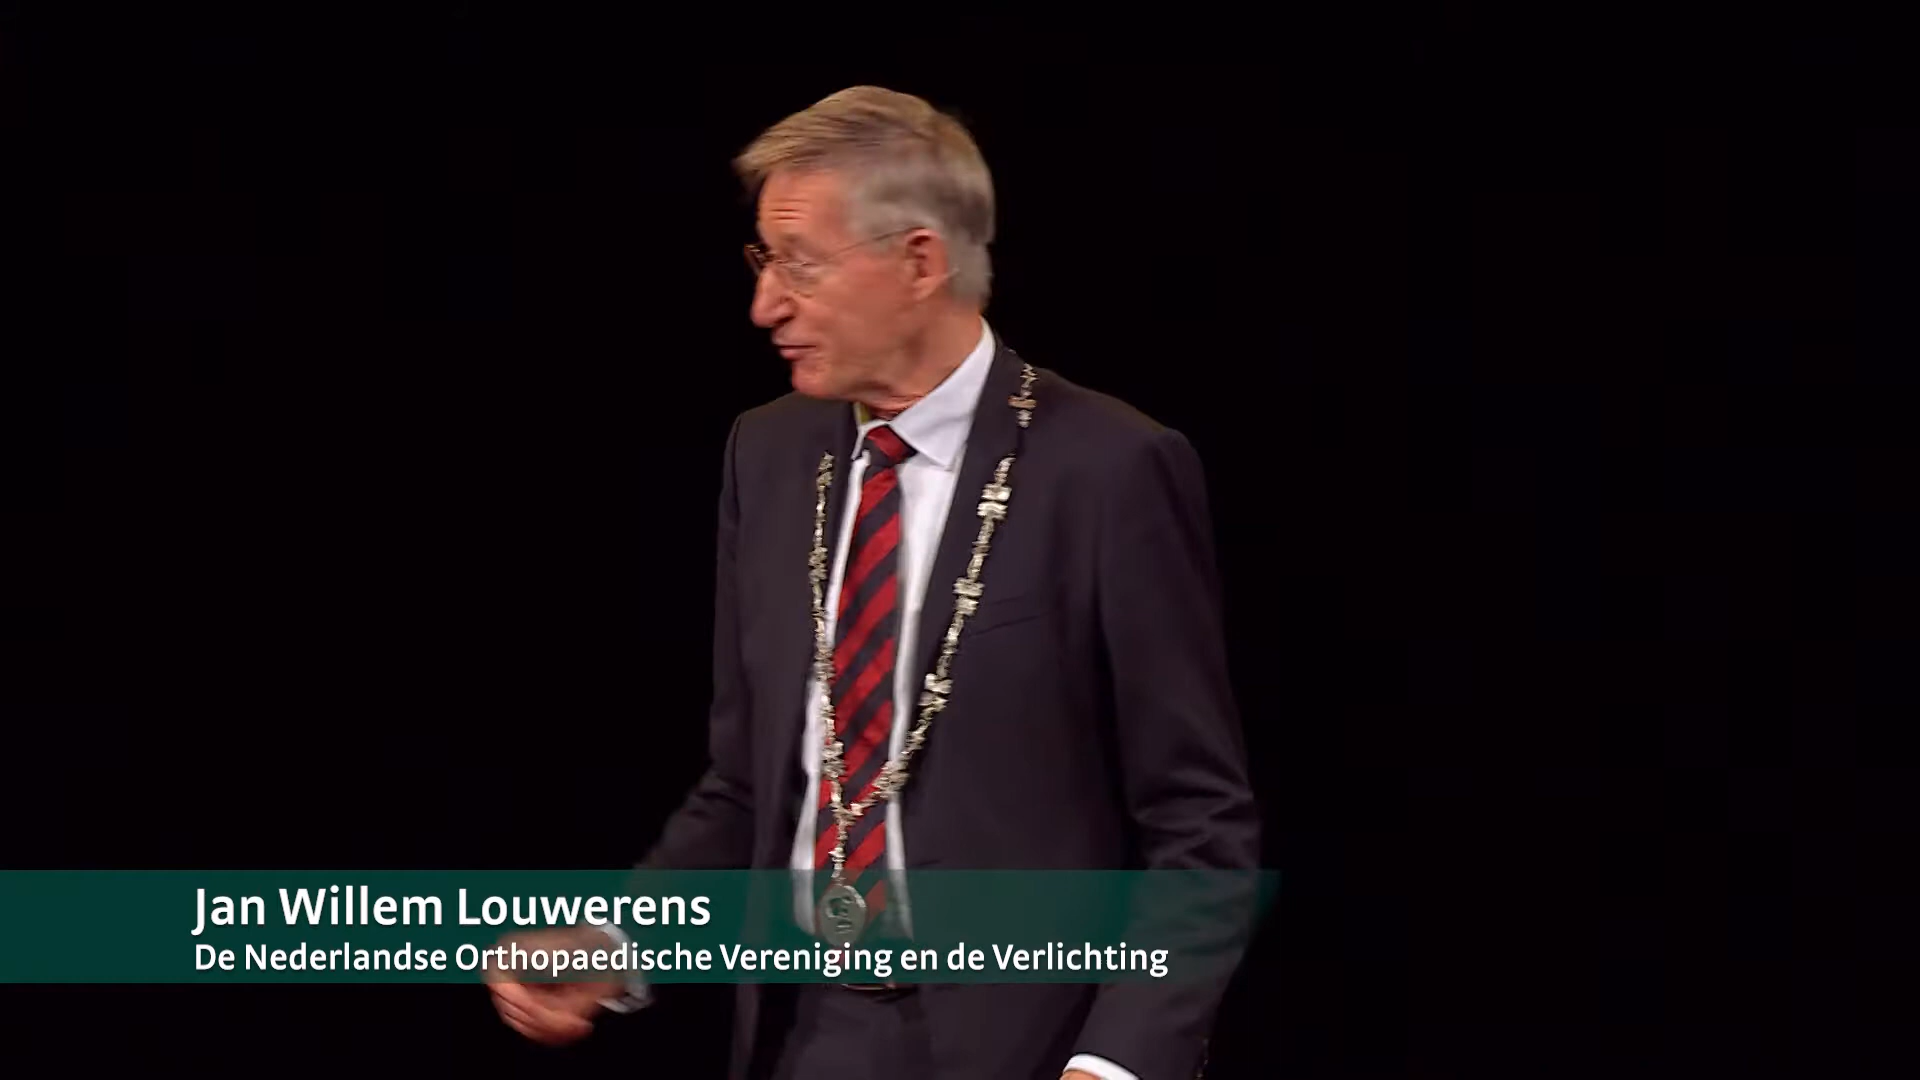 Jan Willem Louwerens
De Nederlandse Orthopaedische Vereniging en de Verlichting